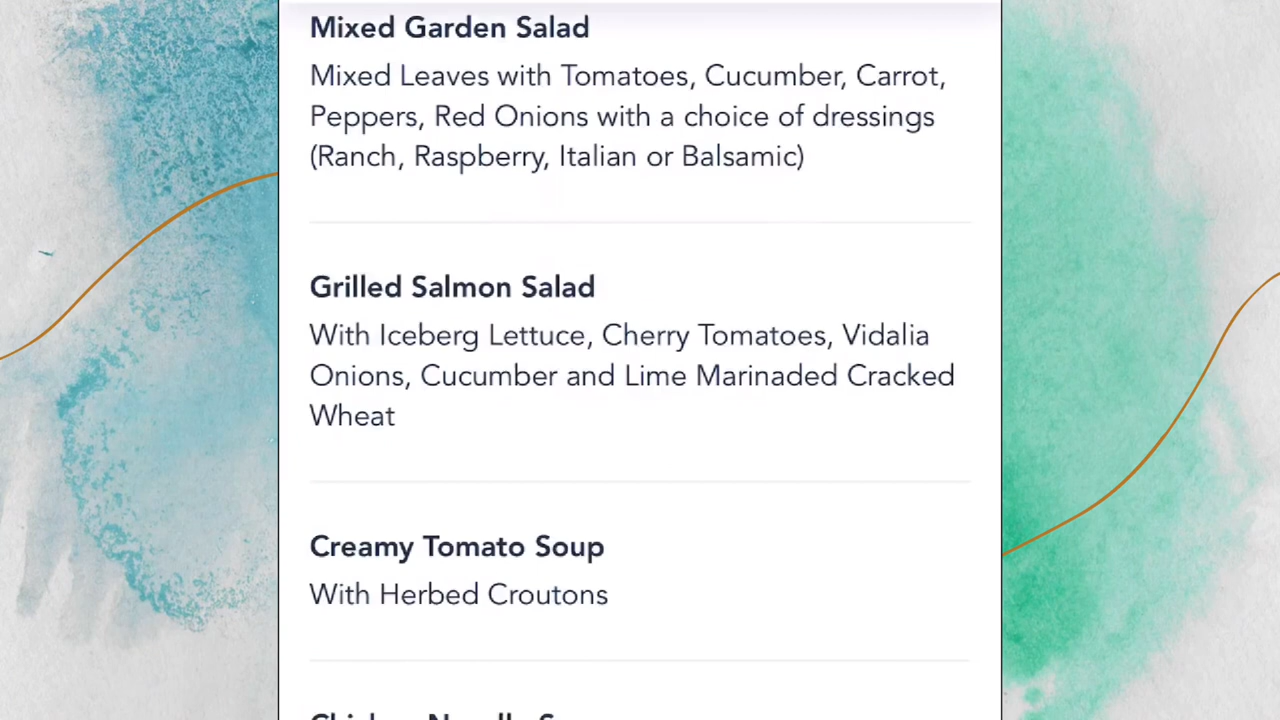 Mixed Garden Salad
Mixed Leaves with Tomatoes, Cucumber, Carrot,
Peppers, Red Onions with a choice of dressings
(Ranch, Raspberry, Italian or Balsamic)
Grilled Salmon Salad
With Iceberg Lettuce, Cherry Tomatoes, Vidalia
Onions, Cucumber and Lime Marinaded Cracked
Wheat
Creamy Tomato Soup
With Herbed Croutons